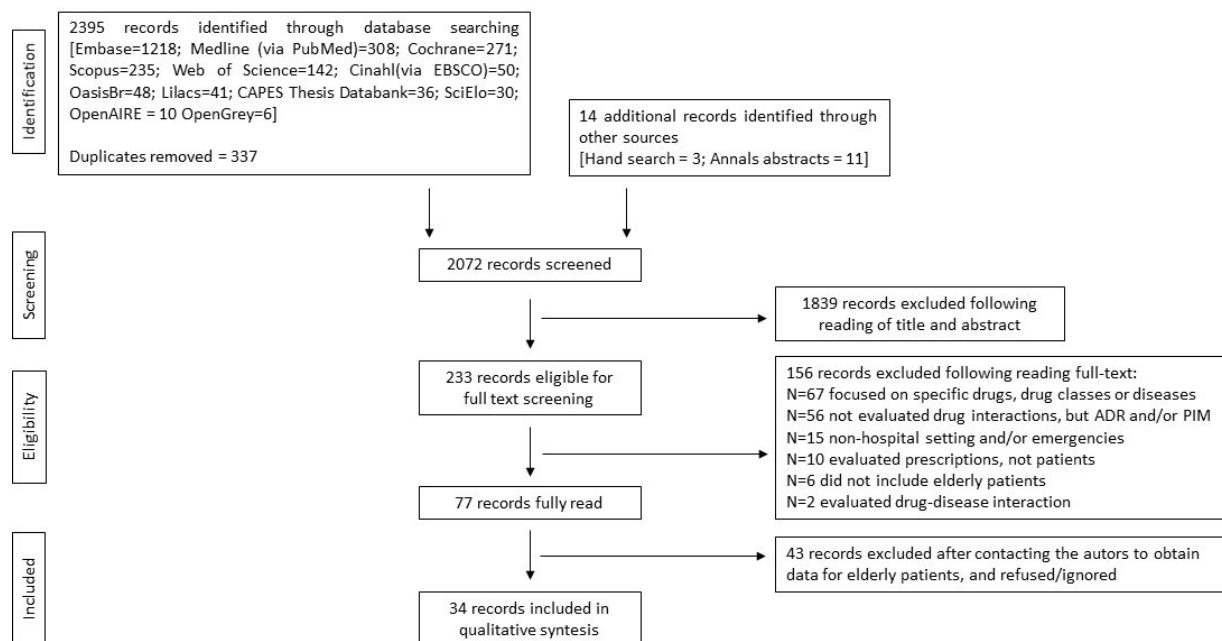 Identification
2395 records identified through database searching
[Embase=1218; Medline (via PubMed)=308; Cochrane=271;
Scopus=235; Web of Science=142; Cinahl(via EBSCO)=50;
OasisBr=48; Lilacs=41; CAPES Thesis Databank=36; SciElo=30;
OpenAIRE = 10 OpenGrey=6]
Duplicates removed = 337
14 additional records identified through
other sources
[Hand search = 3; Annals abstracts = 11]
Screening
2072 records screened
1839 records excluded following
reading of title and abstract
Eligibility
233 records eligible for
full text screening
156 records excluded following reading full-text:
N=67 focused on specific drugs, drug classes or diseases
N=56 not evaluated drug interactions, but ADR and/or PIM
N=15 non-hospital setting and/or emergencies
N=10 evaluated prescriptions, not patients
N=6 did not include elderly patients
N=2 evaluated drug-disease interaction
77 records fully read
Included
43 records excluded after contacting the autors to obtain
data for elderly patients, and refused/ignored
34 records included in
qualitative syntesis